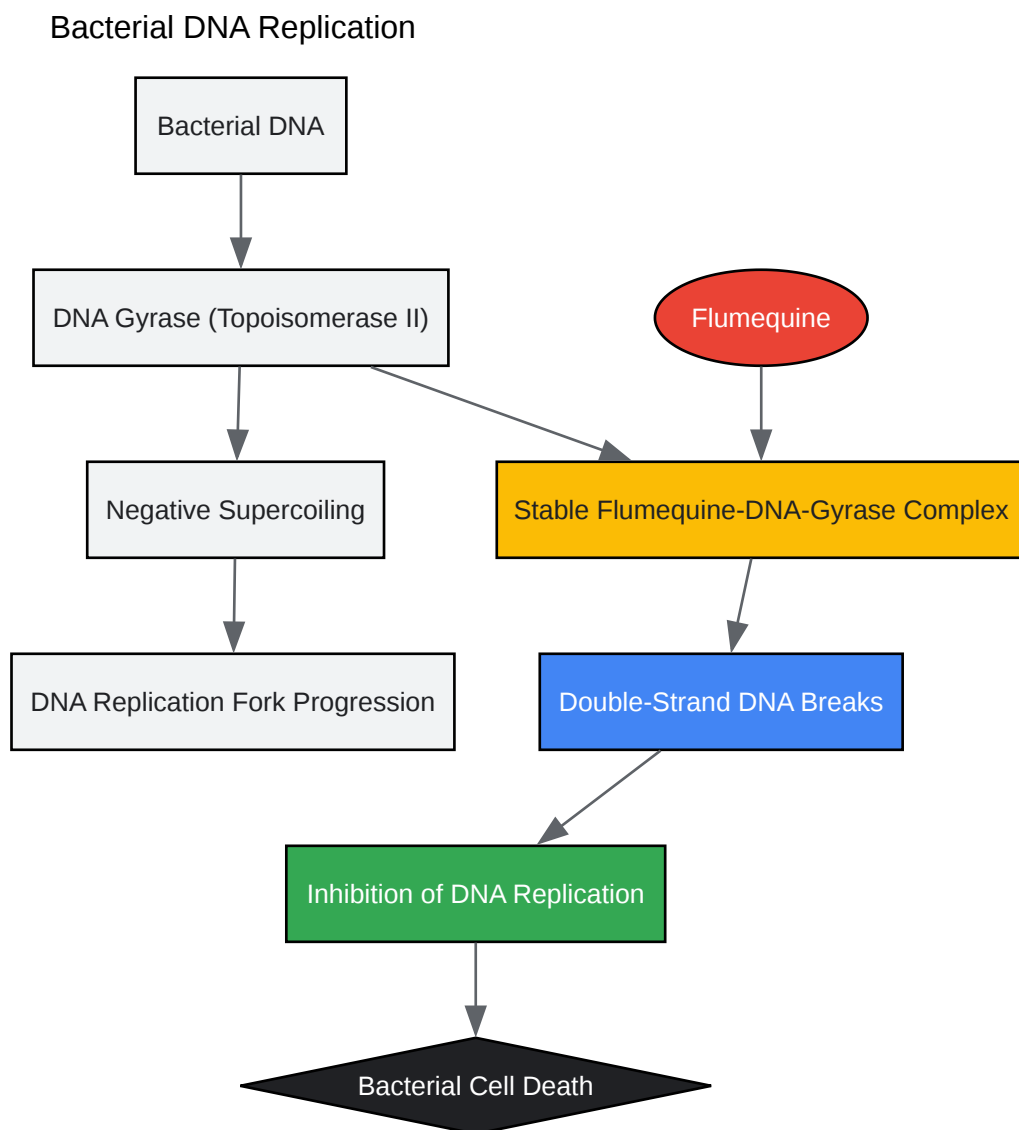 Bacterial DNA Replication
Bacterial DNA
DNA Gyrase (Topoisomerase II)
Flumequine
Negative Supercoiling
Stable Flumequine-DNA-Gyrase Complex
DNA Replication Fork Progression
Double-Strand DNA Breaks
Inhibition of DNA Replication
Bacterial Cell Death